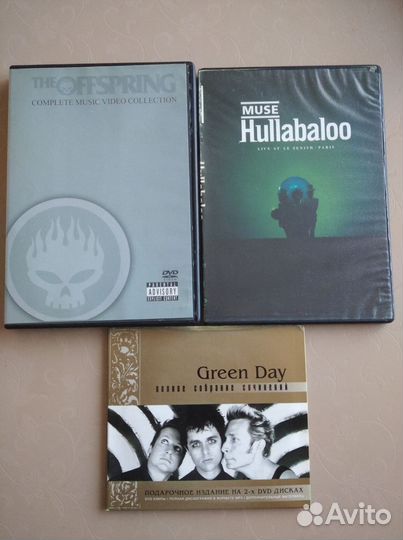 THE OFFSPRING
COMPLETE MUSIC VIDEO COLLECTION
DVD
PARENTAL
ADVISORY
EXPLICIT CONTENT
MUSE
Hullabaloo
LIVE AT LE ZENITH · PARIS
Hullabaloo
Green Day
полное собрание сочинений
ПОДАРОЧНОЕ ИЗДАНИЕ НА 2-х DVD ДИСКАХ
Avito